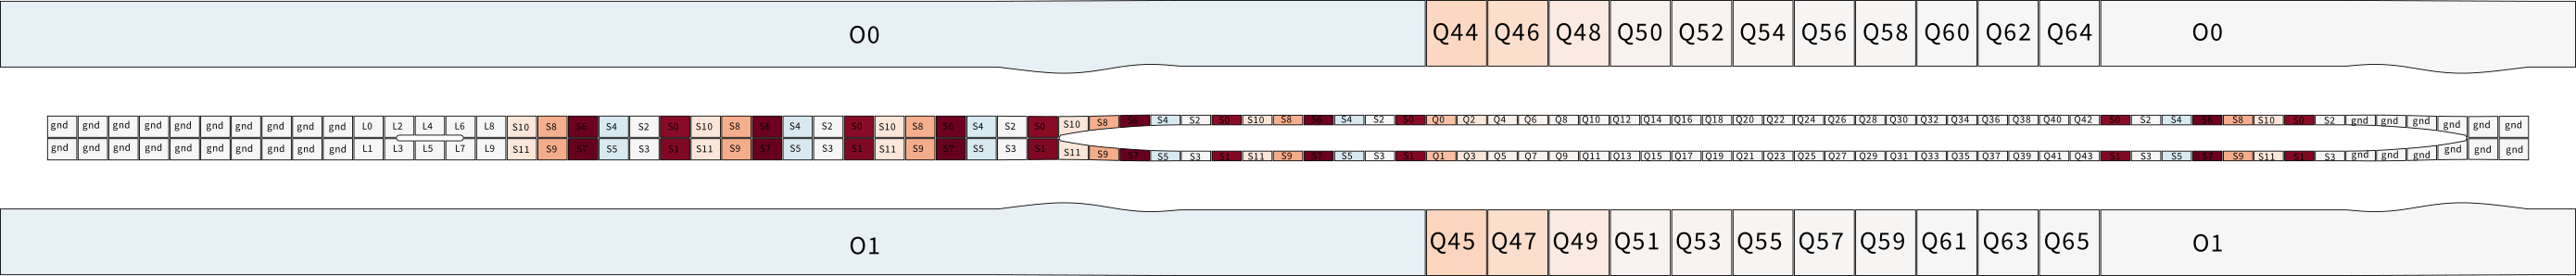 O0 Q44 Q46 Q48 Q50 Q52 Q54 Q56 Q58 Q60 Q62 Q64 O0
gnd gnd gnd gnd gnd gnd gnd gnd gnd gnd L0 L2 L4 L6 L8 S10 S8 S6 S4 S2 S0 S10 S8 S6 S4 S2 S0 S10 S8 S6 S4 S2 S0 S10 S8 S6 S4 S2 S0 S10 S8 S6 S4 S2 S0 Q0 Q2 Q4 Q6 Q8 Q10 Q12 Q14 Q16 Q18 Q20 Q22 Q24 Q26 Q28 Q30 Q32 Q34 Q36 Q38 Q40 Q42 S0 S2 S4 S6 S8 S10 S0 S2 gnd gnd gnd gnd gnd gnd
gnd gnd gnd gnd gnd gnd gnd gnd gnd gnd L1 L3 L5 L7 L9 S11 S9 S7 S5 S3 S1 S11 S9 S7 S5 S3 S1 S11 S9 S7 S5 S3 S1 S11 S9 S7 S5 S3 S1 S11 S9 S7 S5 S3 S1 Q1 Q3 Q5 Q7 Q9 Q11 Q13 Q15 Q17 Q19 Q21 Q23 Q25 Q27 Q29 Q31 Q33 Q35 Q37 Q39 Q41 Q43 S1 S3 S5 S7 S9 S11 S1 S3 gnd gnd gnd gnd gnd gnd
O1 Q45 Q47 Q49 Q51 Q53 Q55 Q57 Q59 Q61 Q63 Q65 O1